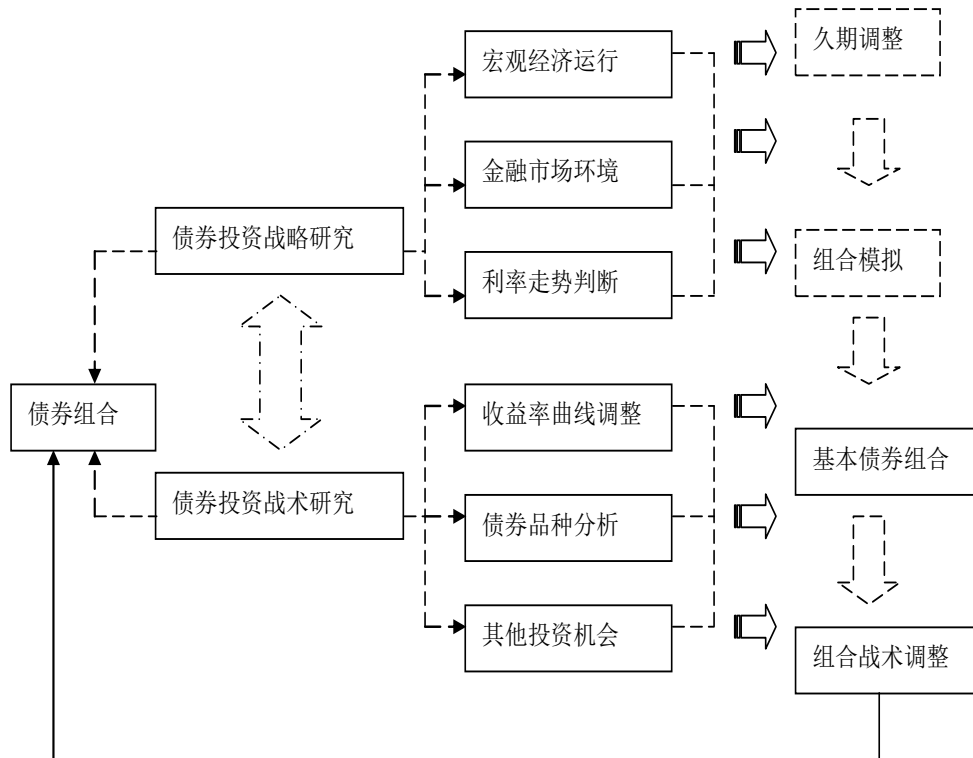 宏观经济运行
久期调整
金融市场环境
债券投资战略研究
组合模拟
利率走势判断
债券组合
收益率曲线调整
基本债券组合
债券投资战术研究
债券品种分析
其他投资机会
组合战术调整